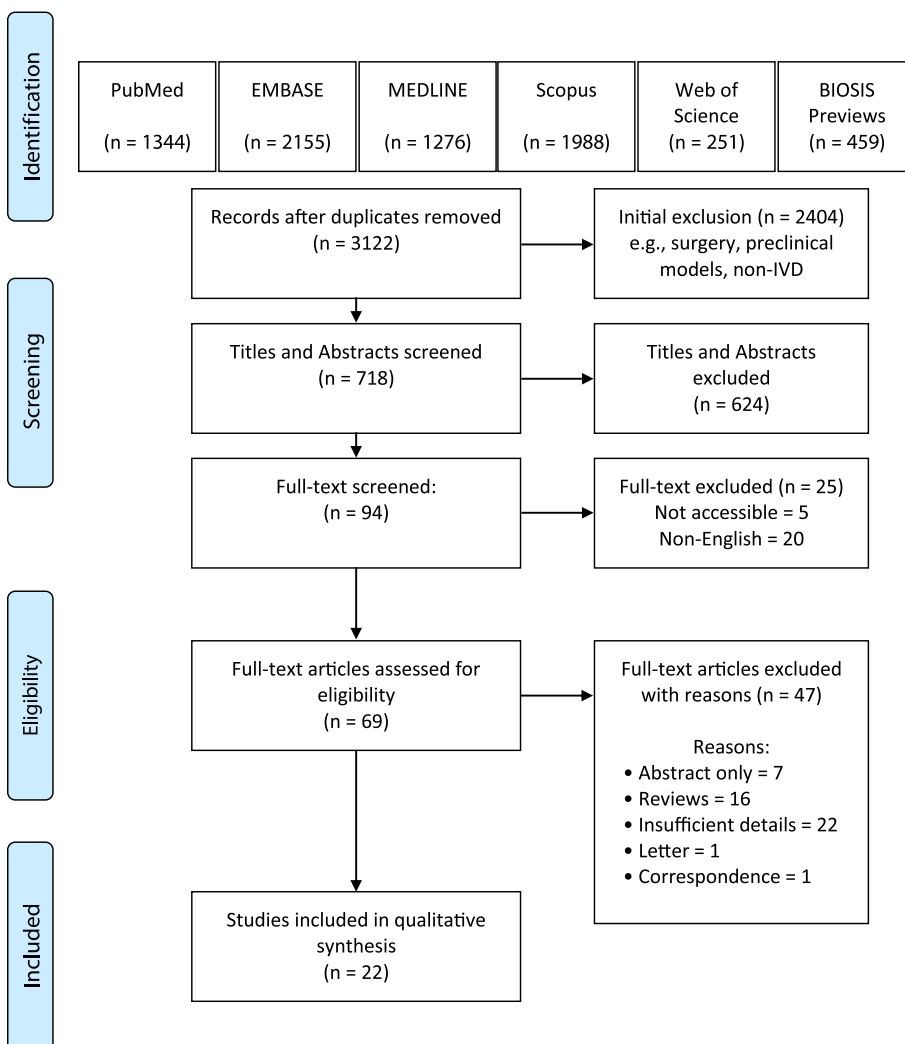 Identification
PubMed
(n = 1344)
EMBASE
(n = 2155)
MEDLINE
(n = 1276)
Scopus
(n = 1988)
Web of
Science
(n = 251)
BIOSIS
Previews
(n = 459)
Records after duplicates removed
(n = 3122)
Initial exclusion (n = 2404)
e.g., surgery, preclinical
models, non-IVD
Screening
Titles and Abstracts screened
(n = 718)
Titles and Abstracts
excluded
(n = 624)
Full-text screened:
(n = 94)
Full-text excluded (n = 25)
Not accessible = 5
Non-English = 20
Eligibility
Full-text articles assessed for
eligibility
(n = 69)
Full-text articles excluded
with reasons (n = 47)
Reasons:
• Abstract only = 7
• Reviews = 16
• Insufficient details = 22
• Letter = 1
• Correspondence = 1
Included
Studies included in qualitative
synthesis
(n = 22)